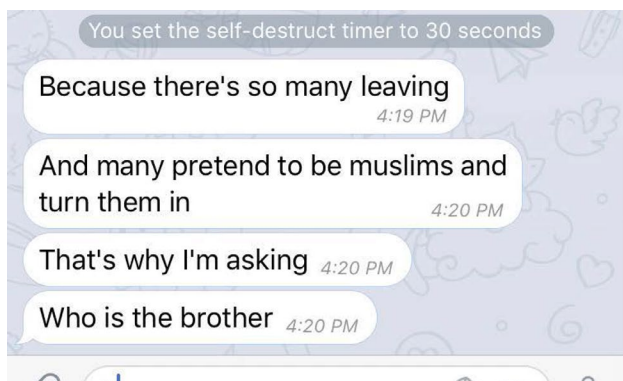 You set the self-destruct timer to 30 seconds
Because there's so many leaving
4:19 PM
And many pretend to be muslims and
turn them in 4:20 PM
That's why I'm asking 4:20 PM
Who is the brother 4:20 PM